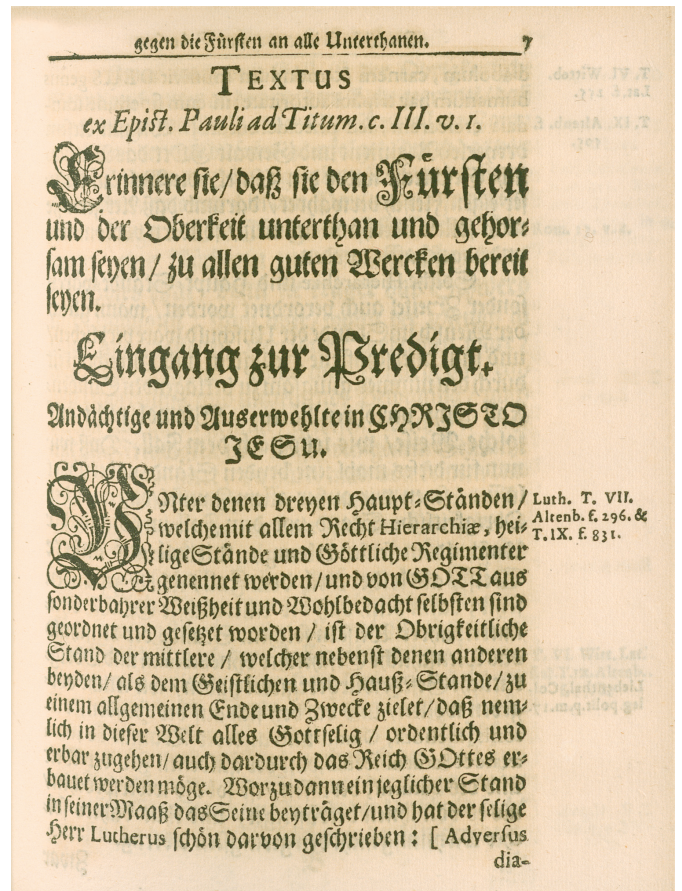 gegen die Fürsten an alle Unterthanen. 7
TEXTUS
ex Epist. Pauli ad Titum. c. III. v. 1.
Erinnere sie/ daß sie den Fürsten
und der Oberkeit unterthan und gehor-
sam seyen/ zu allen guten Wercken bereit
seyen.
Eingang zur Predigt.
Andächtige und Auserwehlte in CHRISTO
JESU.
UNter denen dreyen Haupt-Ständen/
welche mit allem Recht Hierarchiæ, hei-
lige Stände und Göttliche Regimenter
genennet werden/ und von GOTT aus
sonderbahrer Weißheit und Wohlbedacht selbsten sind
geordnet und gesetzet worden / ist der Obrigkeitliche
Stand der mittlere / welcher nebenst denen anderen
beyden/ als dem Geistlichen und Hauß-Stande/ zu
einem allgemeinen Ende und Zwecke zielet/ daß nem-
lich in dieser Welt alles Gottselig / ordentlich und
erbar zugehen/ auch dardurch das Reich GOttes er-
bauet werden möge. Worzu dann ein jeglicher Stand
in seiner Maaß das Seine beyträget/ und hat der selige
Herr Lutherus schön darvon geschrieben : [ Adversus
dia-
Luth. T. VII.
Altenb. f. 296. &
T. IX. f. 831.